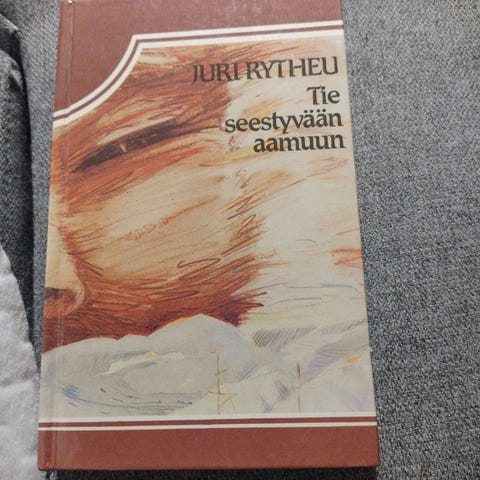 JURI RYTHEU
Tie
seestyvään
aamuun